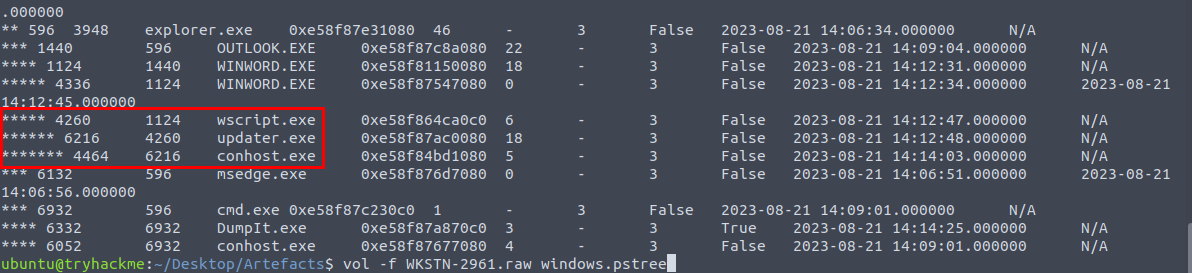 .000000
** 596 3948 explorer.exe 0xe58f87e31080 46 - 3 False 2023-08-21 14:06:34.000000 N/A
*** 1440 596 OUTLOOK.EXE 0xe58f87c8a080 22 - 3 False 2023-08-21 14:09:04.000000 N/A
**** 1124 1440 WINWORD.EXE 0xe58f81150080 18 - 3 False 2023-08-21 14:12:31.000000 N/A
***** 4336 1124 WINWORD.EXE 0xe58f87547080 0 - 3 False 2023-08-21 14:12:31.000000 2023-08-21
14:12:45.000000
***** 4260 1124 wscript.exe 0xe58f864ca0c0 6 - 3 False 2023-08-21 14:12:47.000000 N/A
****** 6216 4260 updater.exe 0xe58f87ac0080 18 - 3 False 2023-08-21 14:12:48.000000 N/A
******* 4464 6216 conhost.exe 0xe58f84bd1080 5 - 3 False 2023-08-21 14:14:03.000000 N/A
*** 6132 596 msedge.exe 0xe58f876d7080 0 - 3 False 2023-08-21 14:06:51.000000 2023-08-21
14:06:56.000000
*** 6932 596 cmd.exe 0xe58f87c230c0 1 - 3 False 2023-08-21 14:09:01.000000 N/A
**** 6332 6932 DumpIt.exe 0xe58f87a870c0 3 - 3 True 2023-08-21 14:14:25.000000 N/A
**** 6052 6932 conhost.exe 0xe58f87677080 4 - 3 False 2023-08-21 14:09:01.000000 N/A
ubuntu@tryhackme:~/Desktop/Artefacts$ vol -f WKSTN-2961.raw windows.pstree